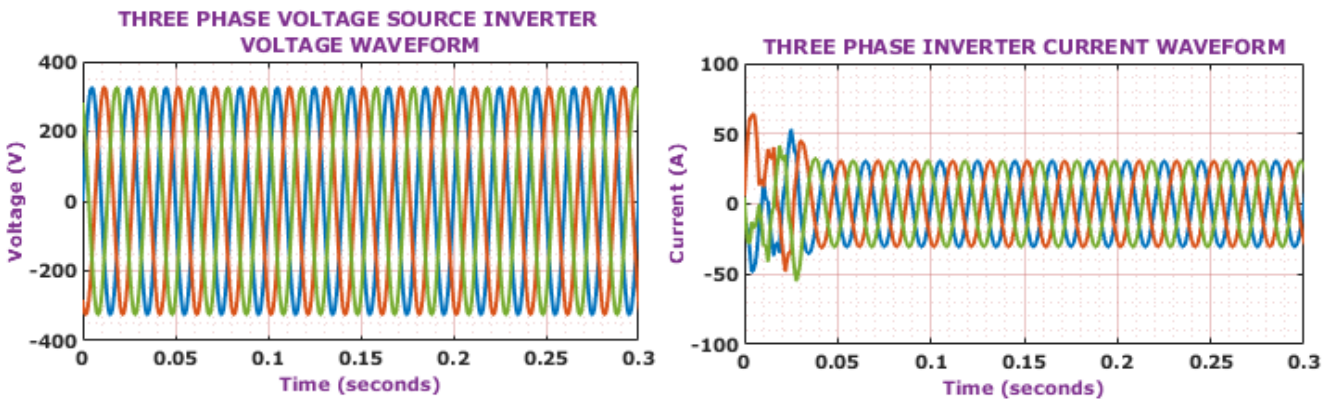 THREE PHASE VOLTAGE SOURCE INVERTER
VOLTAGE WAVEFORM
400
200
0
-200
-400
Voltage (V)
0 0.05 0.1 0.15 0.2 0.25 0.3
Time (seconds)
THREE PHASE INVERTER CURRENT WAVEFORM
100
50
0
-50
-100
Current (A)
0 0.05 0.1 0.15 0.2 0.25 0.3
Time (seconds)